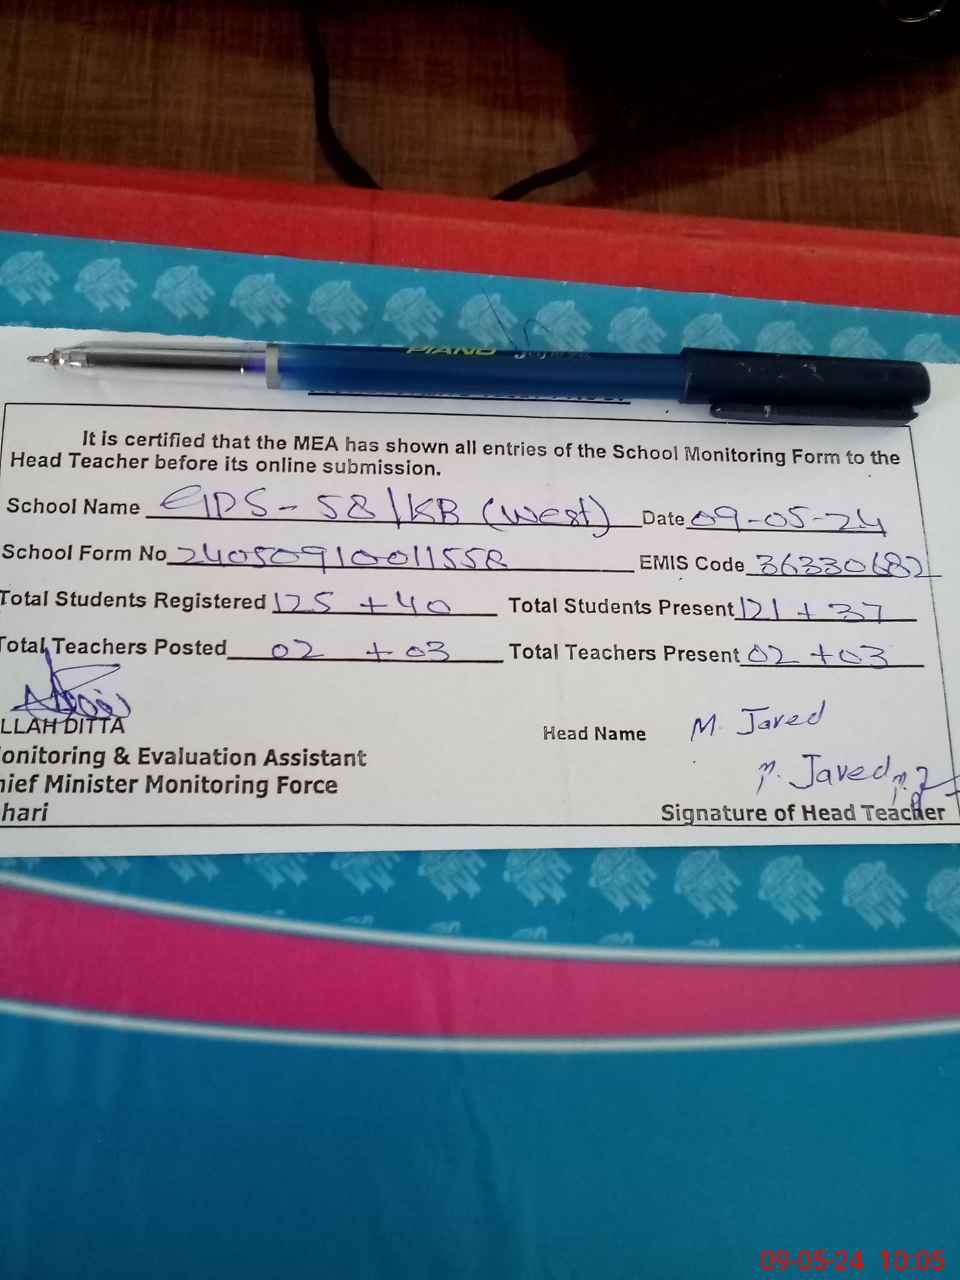 PIANO
It is certified that the MEA has shown all entries of the School Monitoring Form to the
Head Teacher before its online submission.
School Name GPS - 58/KB (West) Date 09-05-24
School Form No 24050910011558 EMIS Code 36330682
Total Students Registered 125 + 40 Total Students Present 121 + 37
Total Teachers Posted 02 + 03 Total Teachers Present 02 + 03
LLAH DITTA
Head Name M. Javed
onitoring & Evaluation Assistant
M. Javed
hief Minister Monitoring Force
hari
Signature of Head Teacher
09-05-24 10:05